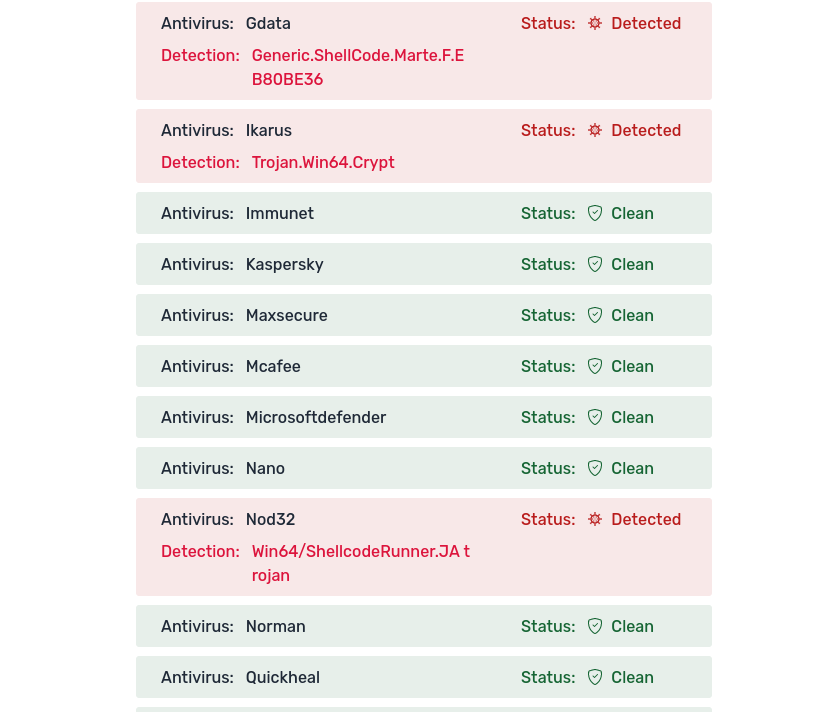 Antivirus: Gdata Status: Detected
Detection: Generic.ShellCode.Marte.F.E
B80BE36
Antivirus: Ikarus Status: Detected
Detection: Trojan.Win64.Crypt
Antivirus: Immunet Status: Clean
Antivirus: Kaspersky Status: Clean
Antivirus: Maxsecure Status: Clean
Antivirus: Mcafee Status: Clean
Antivirus: Microsoftdefender Status: Clean
Antivirus: Nano Status: Clean
Antivirus: Nod32 Status: Detected
Detection: Win64/ShellcodeRunner.JA t
rojan
Antivirus: Norman Status: Clean
Antivirus: Quickheal Status: Clean